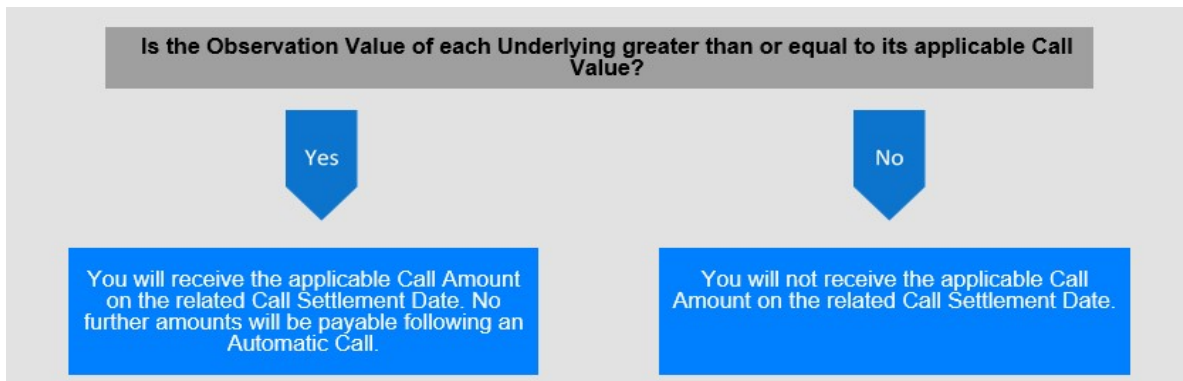 Is the Observation Value of each Underlying greater than or equal to its applicable Call
Value?
Yes
No
You will receive the applicable Call Amount
on the related Call Settlement Date. No
further amounts will be payable following an
Automatic Call.
You will not receive the applicable Call
Amount on the related Call Settlement Date.